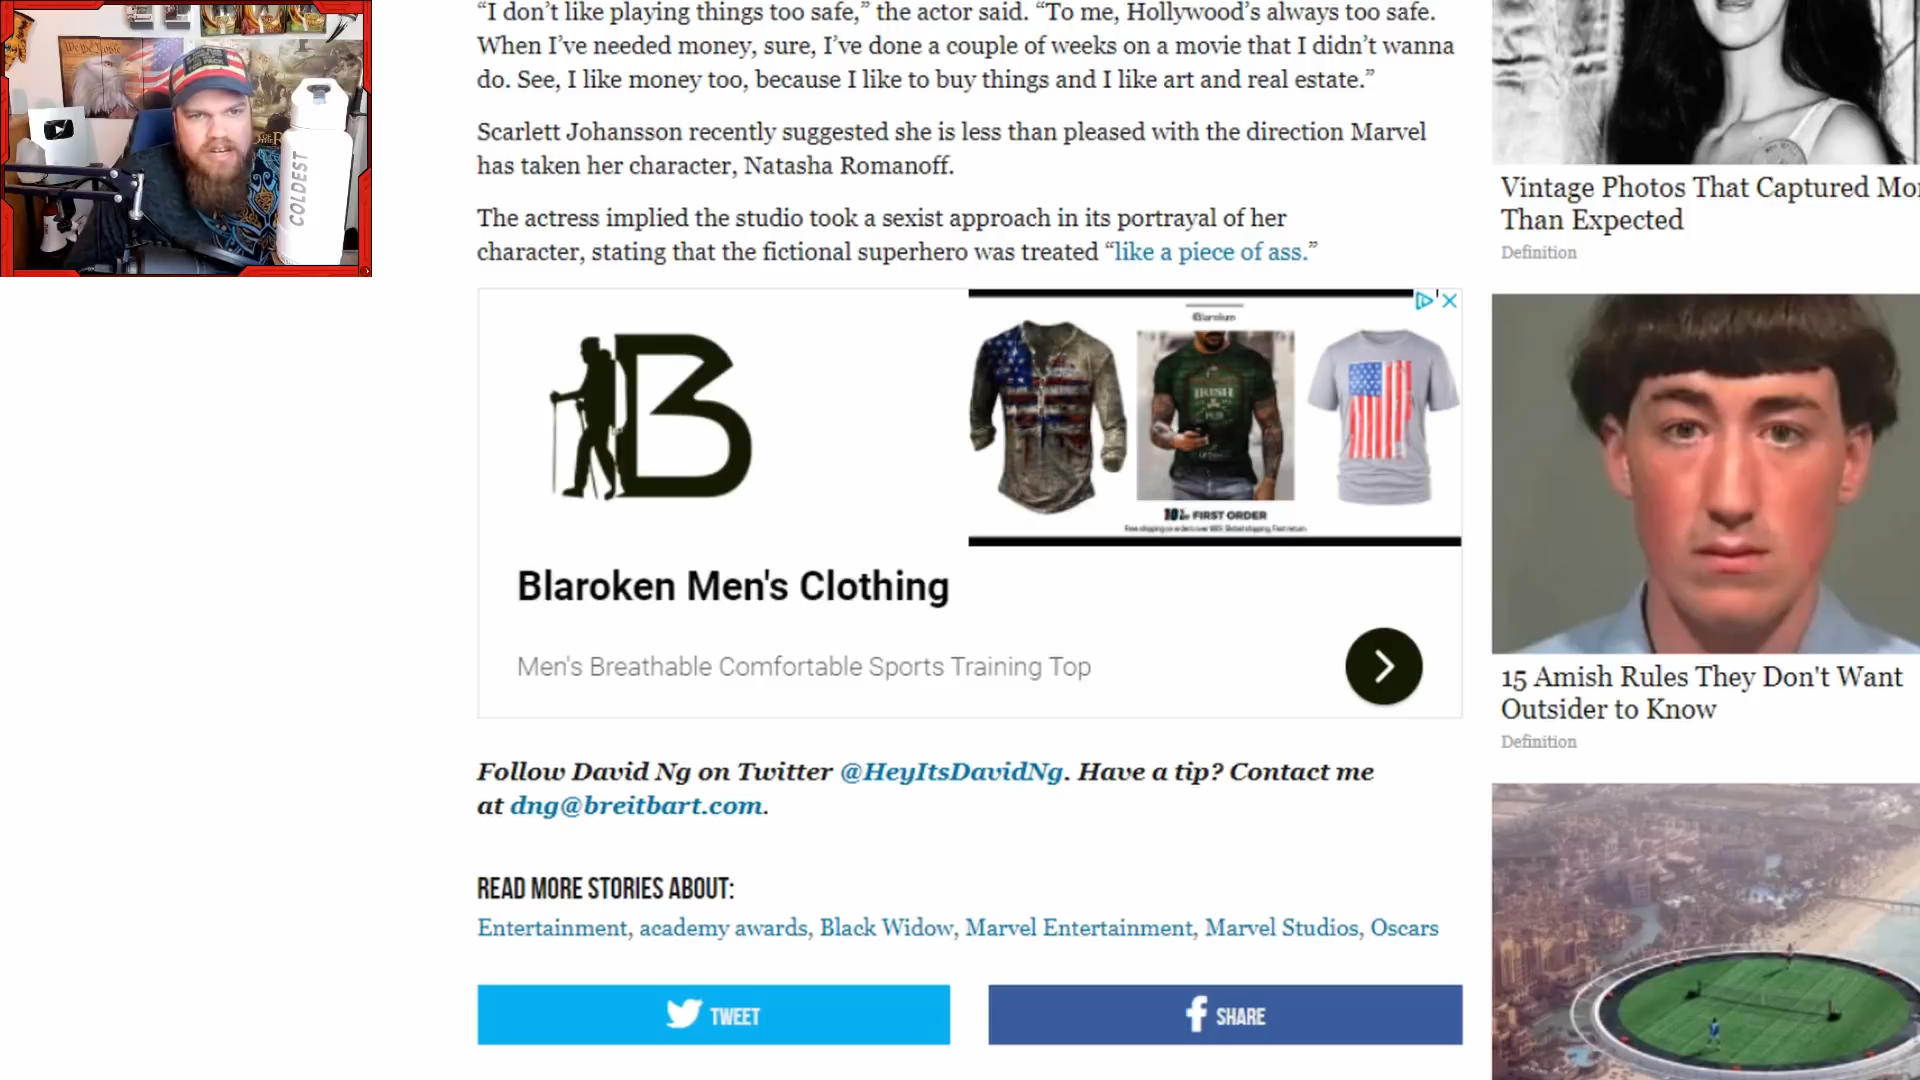 “I don’t like playing things too safe,” the actor said. “To me, Hollywood’s always too safe.
When I’ve needed money, sure, I’ve done a couple of weeks on a movie that I didn’t wanna
do. See, I like money too, because I like to buy things and I like art and real estate.”
Scarlett Johansson recently suggested she is less than pleased with the direction Marvel
has taken her character, Natasha Romanoff.
The actress implied the studio took a sexist approach in its portrayal of her
character, stating that the fictional superhero was treated “like a piece of ass.”
We the People
COLDEST
B
IRISH
PUB
10% FIRST ORDER
Blaroken Men's Clothing
Men's Breathable Comfortable Sports Training Top
Follow David Ng on Twitter @HeyItsDavidNg. Have a tip? Contact me
at dng@breitbart.com.
READ MORE STORIES ABOUT:
Entertainment, academy awards, Black Widow, Marvel Entertainment, Marvel Studios, Oscars
TWEET
SHARE
Vintage Photos That Captured Mo
Than Expected
Definition
15 Amish Rules They Don't Want
Outsider to Know
Definition